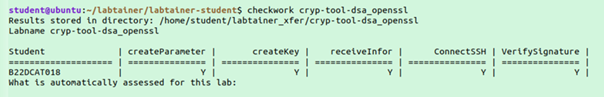 student@ubuntu:~/labtainer/labtainer-student$ checkwork cryp-tool-dsa_openssl
Results stored in directory: /home/student/labtainer_xfer/cryp-tool-dsa_openssl
Labname cryp-tool-dsa_openssl
Student | createParameter | createKey | receiveInfor | ConnectSSH | VerifySignature |
==================== | =============== | =============== | =============== | =============== | =============== |
B22DCAT018 | Y | Y | Y | Y | Y |
What is automatically assessed for this lab: